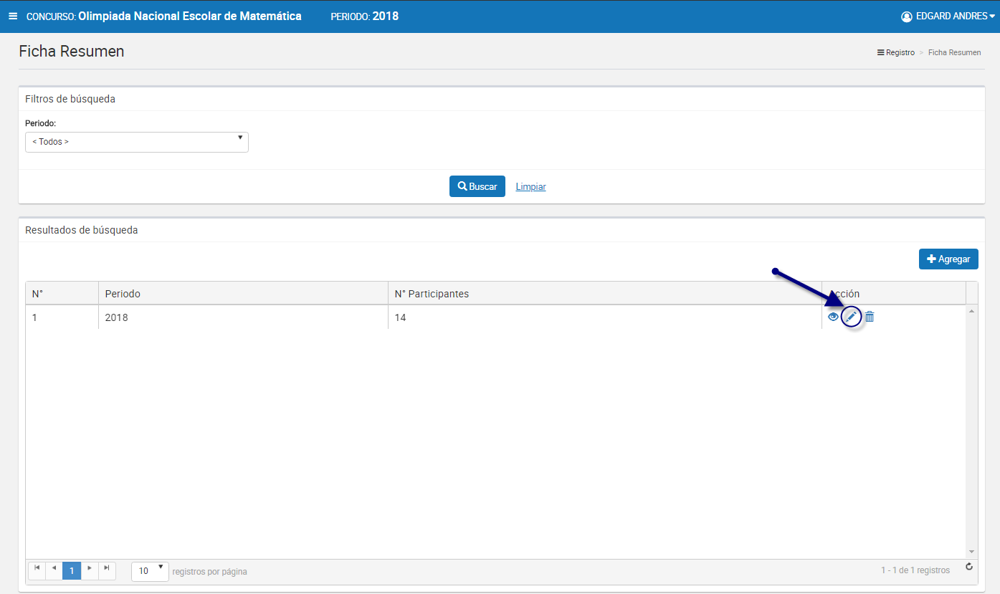 CONCURSO: Olimpiada Nacional Escolar de Matemática PERIODO: 2018 EDGARD ANDRES
Ficha Resumen
Registro > Ficha Resumen
Filtros de búsqueda
Periodo:
< Todos >
Buscar Limpiar
Resultados de búsqueda
Agregar
N° Periodo N° Participantes cción
1 2018 14
1 10 registros por página 1 - 1 de 1 registros